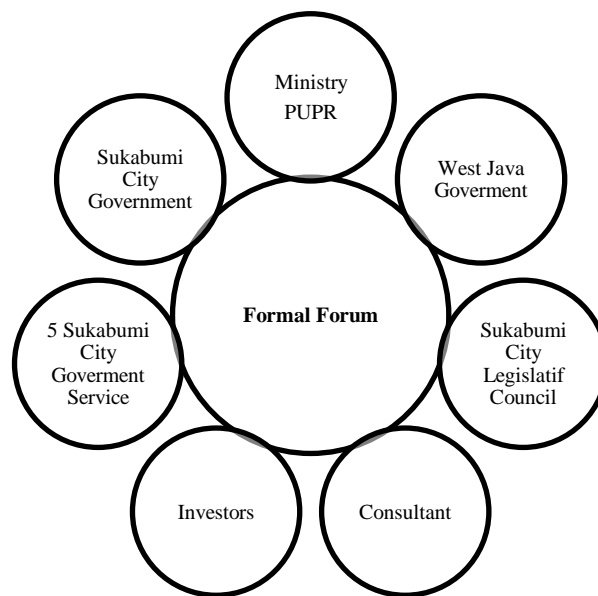 Ministry
PUPR
Sukabumi
City
Government
West Java
Goverment
Formal Forum
5 Sukabumi
City
Goverment
Service
Sukabumi
City
Legislatif
Council
Investors
Consultant